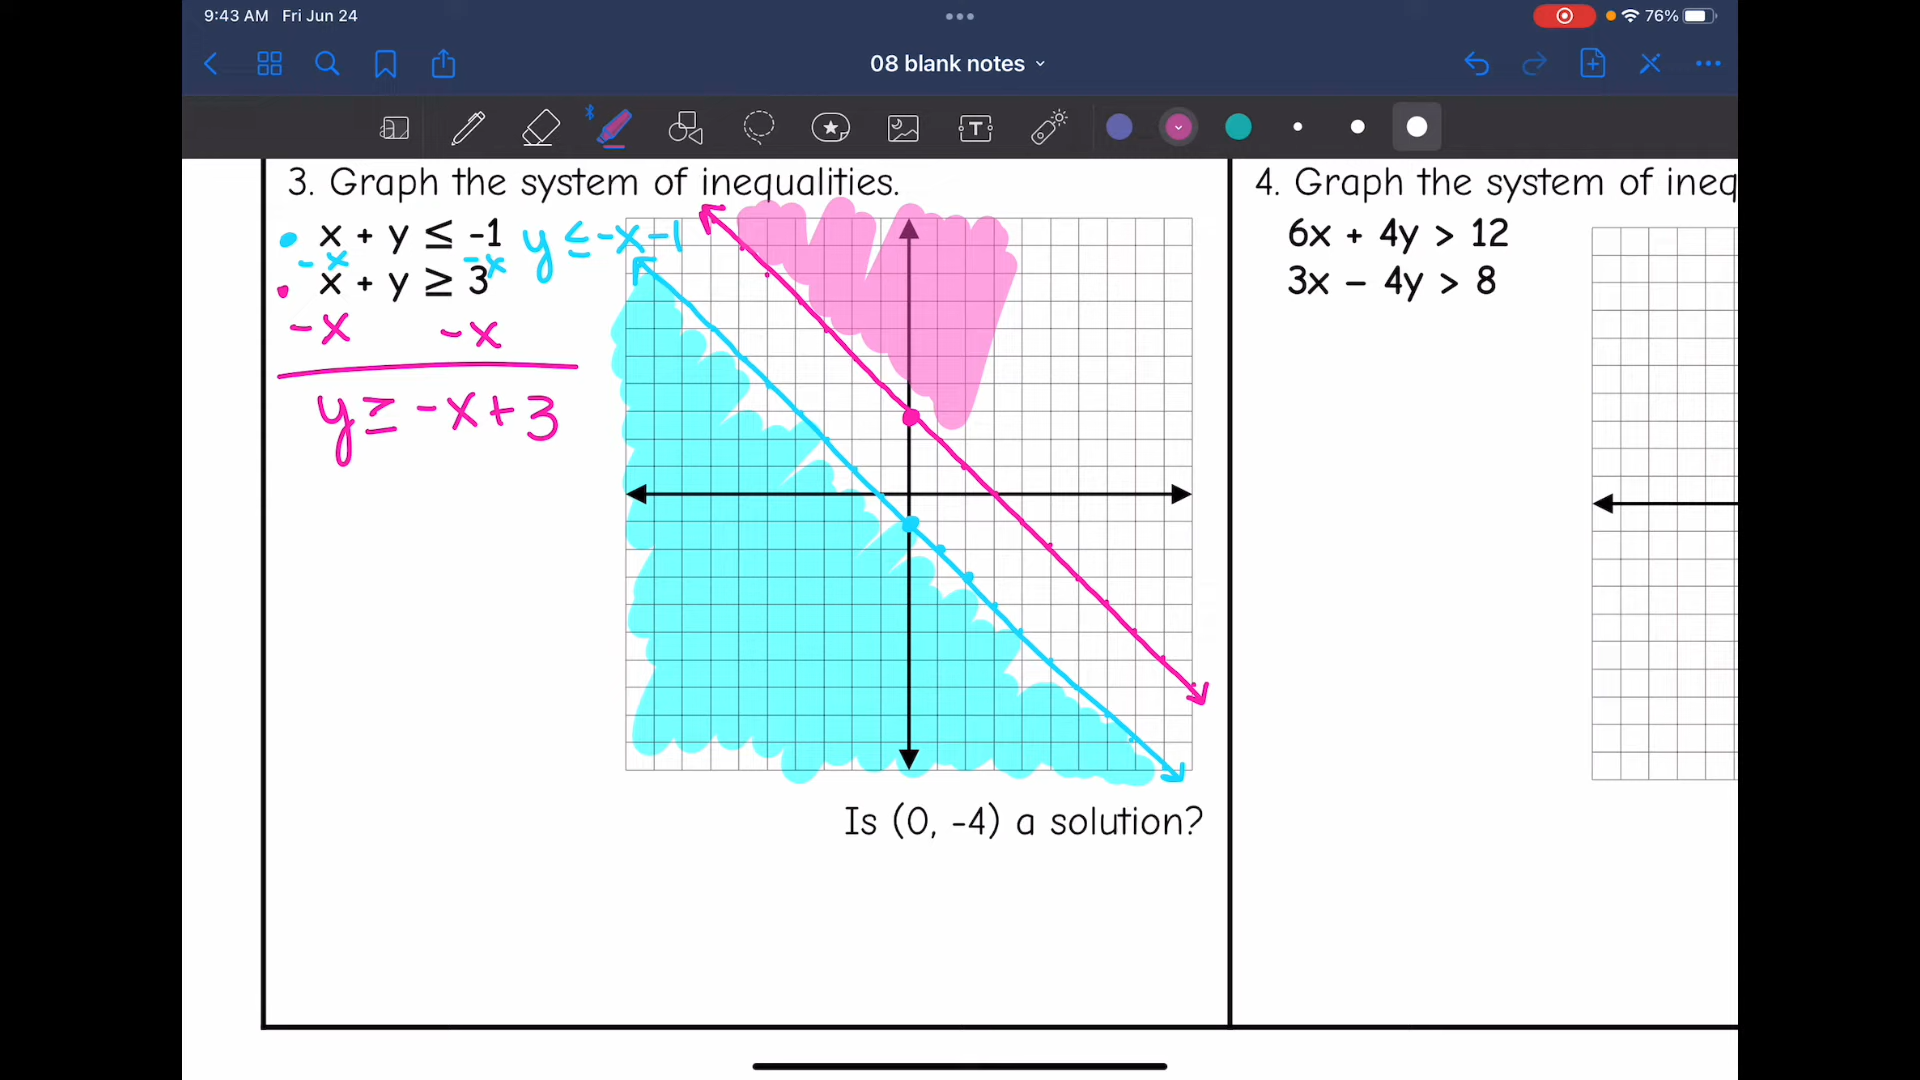 9:43 AM Fri Jun 24
76%
08 blank notes
3. Graph the system of inequalities.
x + y ≤ -1 y ≤ -x -1
-x -x
x + y ≥ 3
-x -x
y ≥ -x + 3
Is (0, -4) a solution?
4. Graph the system of ineq
6x + 4y > 12
3x - 4y > 8